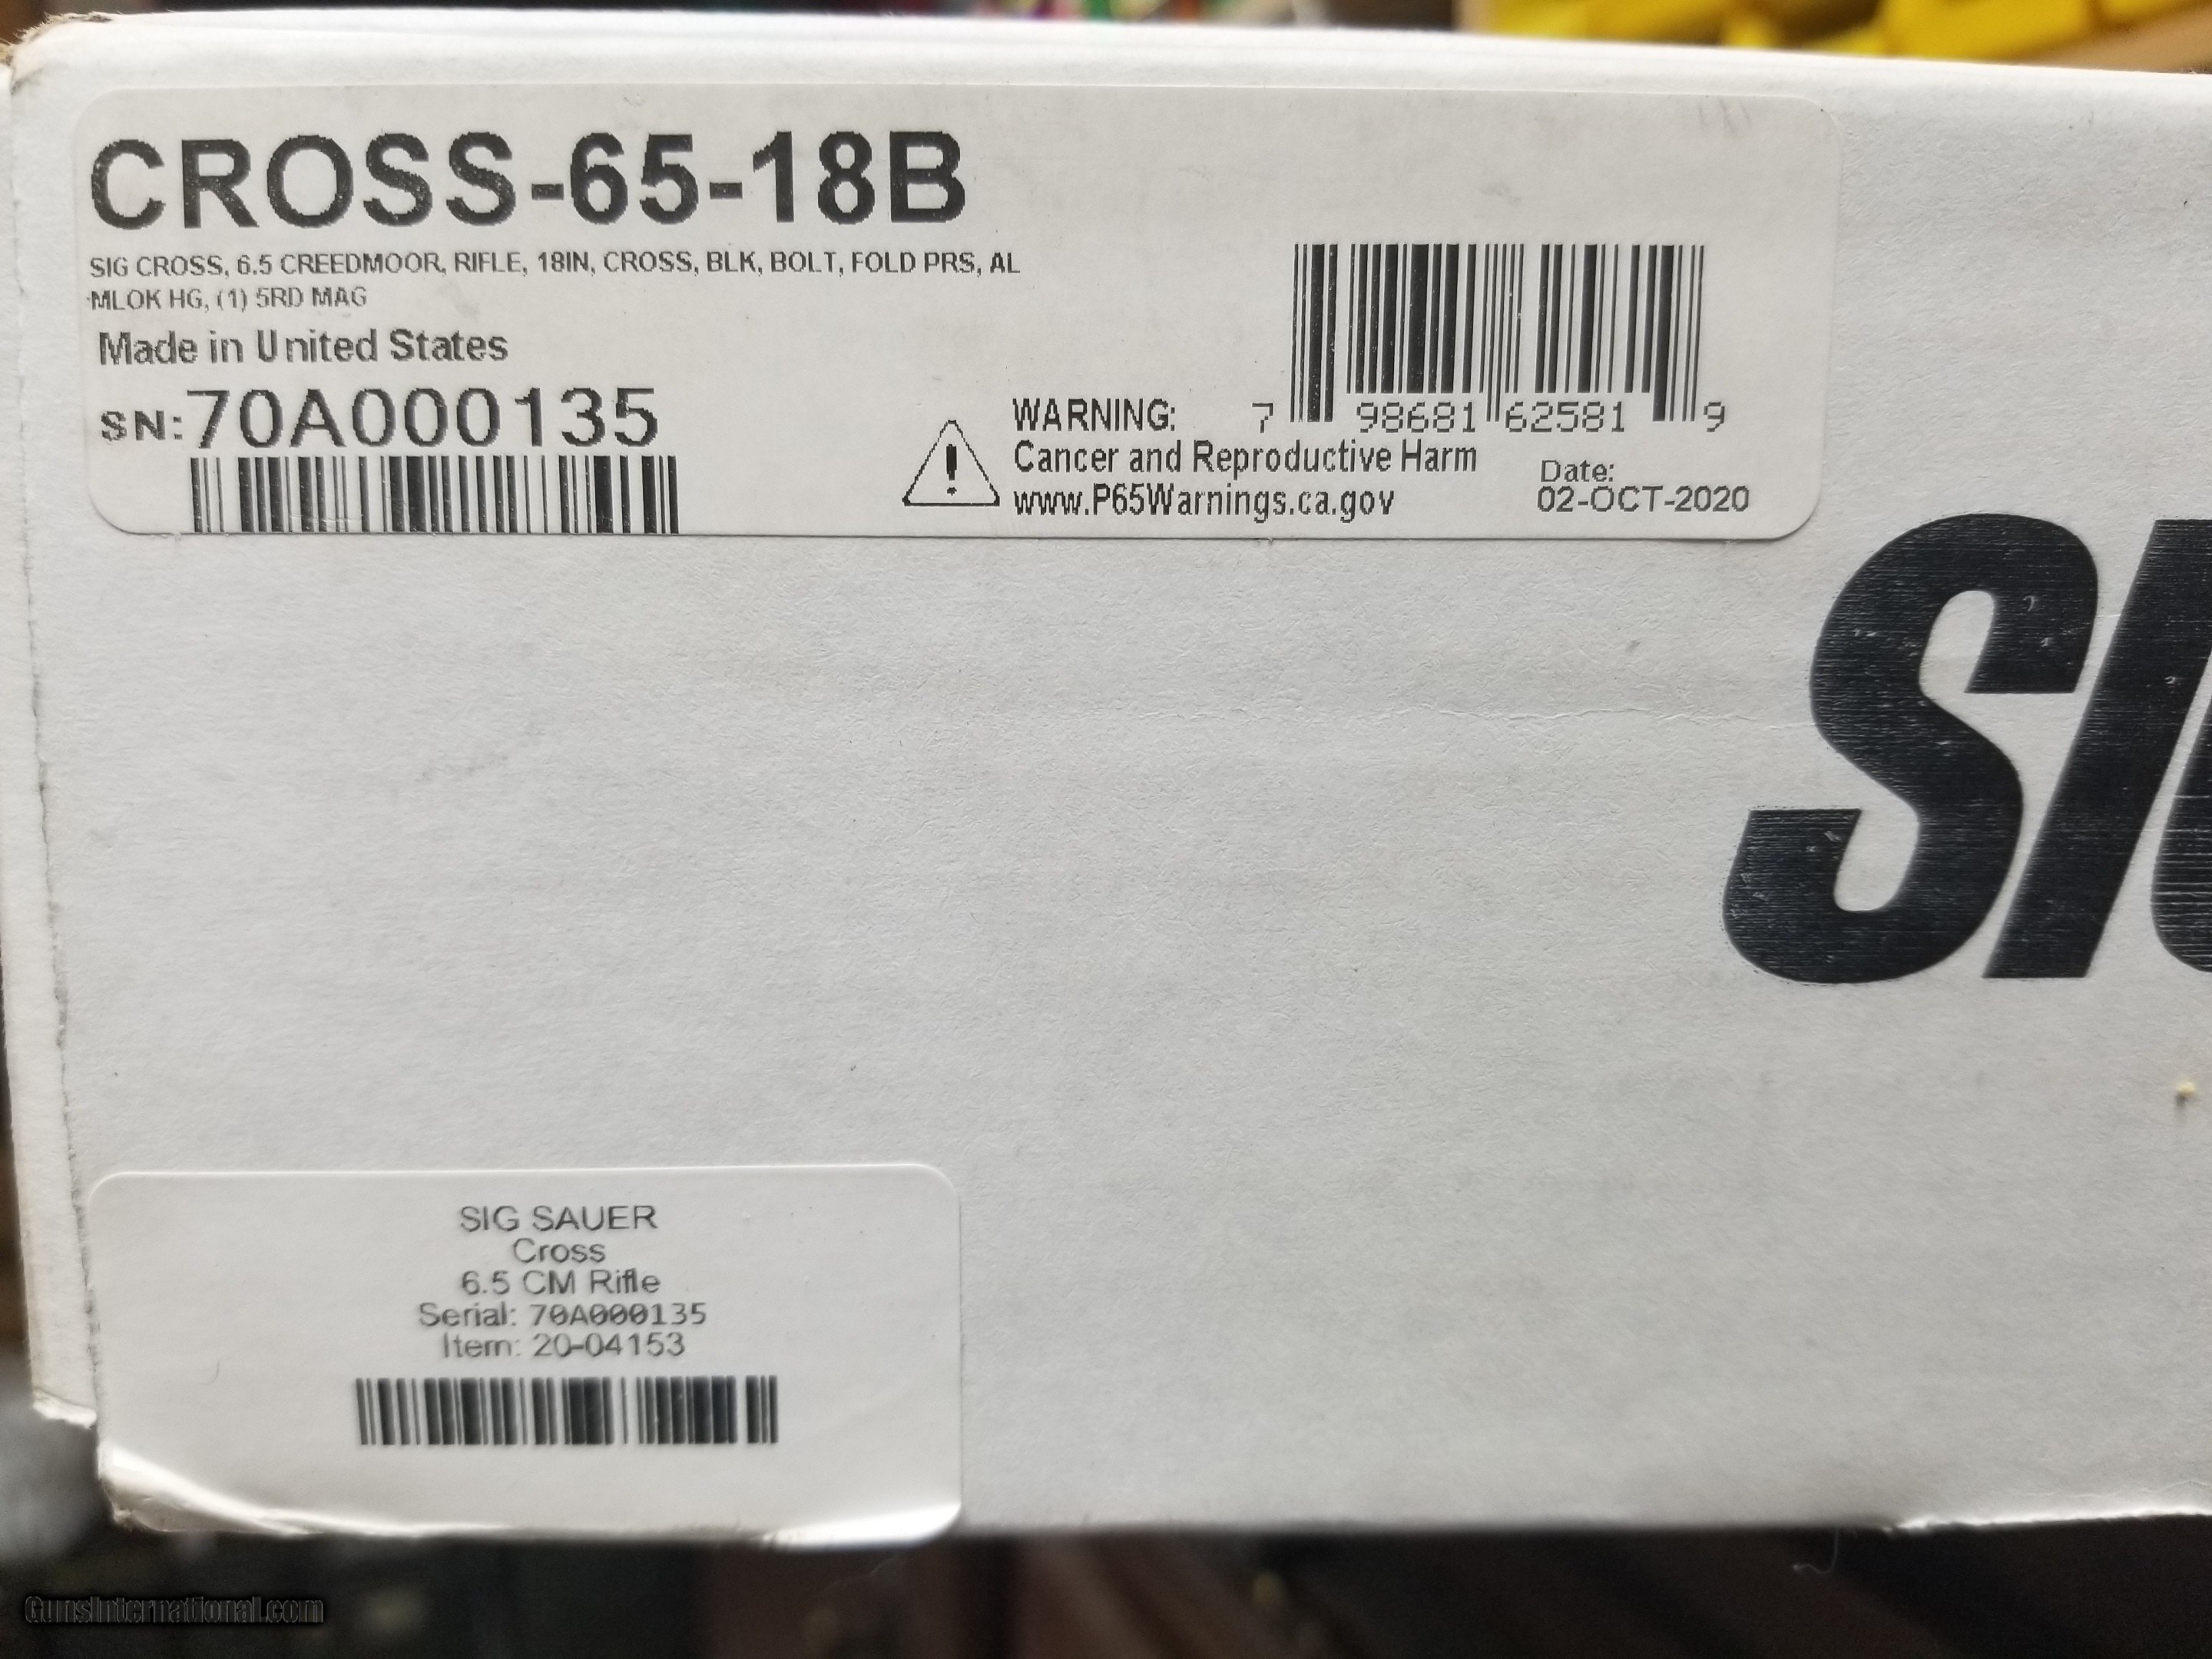 CROSS-65-18B
SIG CROSS, 6.5 CREEDMOOR, RIFLE, 18IN, CROSS, BLK, BOLT, FOLD PRS, AL
MLOK HG, (1) 5RD MAG
Made in United States
SN:70A000135
WARNING:
Cancer and Reproductive Harm
www.P65Warnings.ca.gov
7 98681 62581 9
Date:
02-OCT-2020
SIG
SIG SAUER
Cross
6.5 CM Rifle
Serial: 70A000135
Item: 20-04153
GunsInternational.com